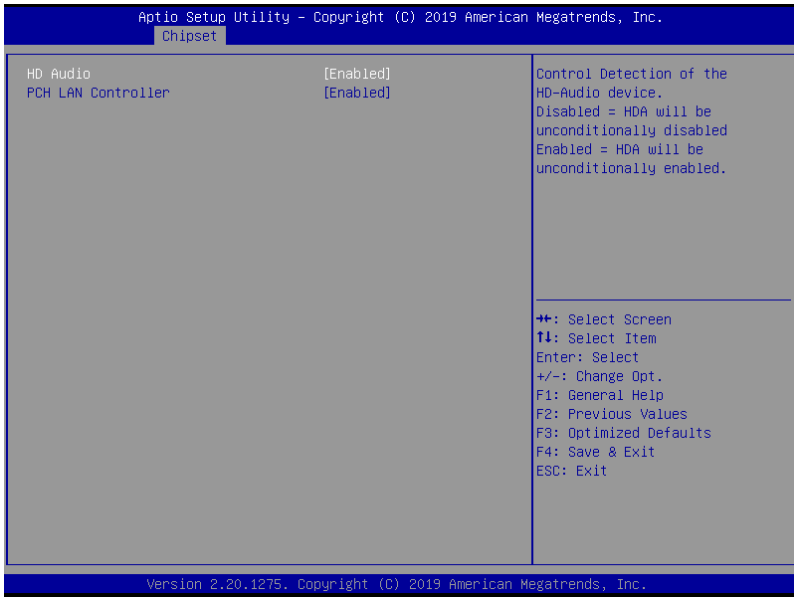 Aptio Setup Utility – Copyright (C) 2019 American Megatrends, Inc.
Chipset
HD Audio [Enabled]
PCH LAN Controller [Enabled]
Control Detection of the
HD-Audio device.
Disabled = HDA will be
unconditionally disabled
Enabled = HDA will be
unconditionally enabled.
→←: Select Screen
↑↓: Select Item
Enter: Select
+/-: Change Opt.
F1: General Help
F2: Previous Values
F3: Optimized Defaults
F4: Save & Exit
ESC: Exit
Version 2.20.1275. Copyright (C) 2019 American Megatrends, Inc.